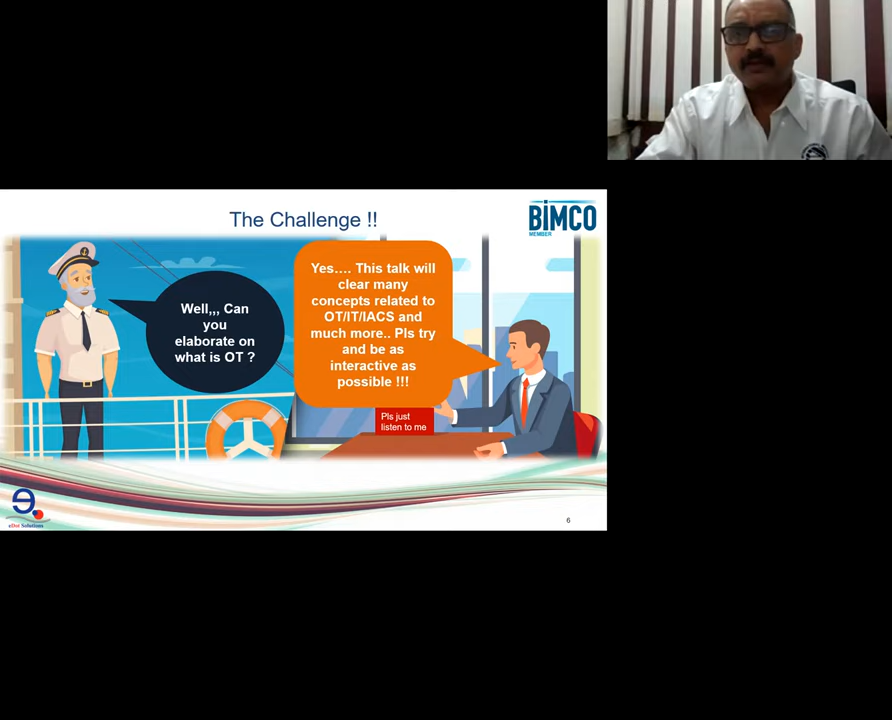 The Challenge !!
BIMCO
MEMBER
Well,,, Can
you
elaborate on
what is OT ?
Yes.... This talk will
clear many
concepts related to
OT/IT/IACS and
much more.. Pls try
and be as
interactive as
possible !!!
Pls just
listen to me
eDot Solutions
6